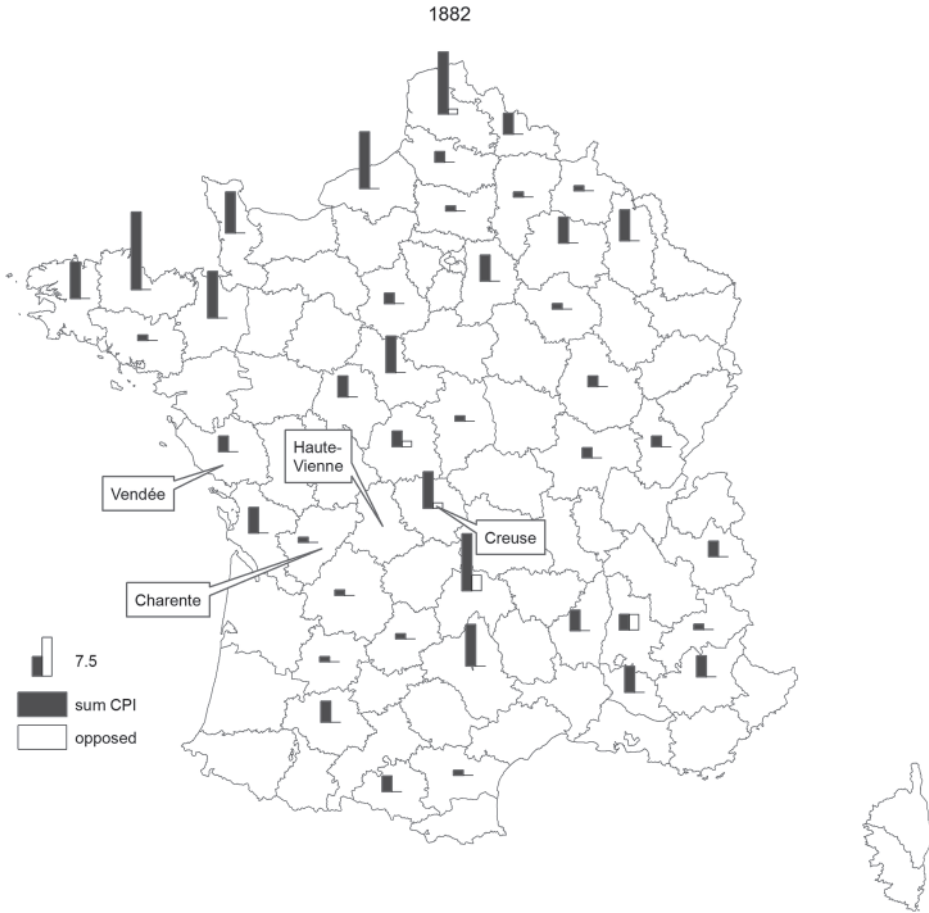 1882
Haute-
Vienne
Vendée
Creuse
Charente
7.5
sum CPI
opposed